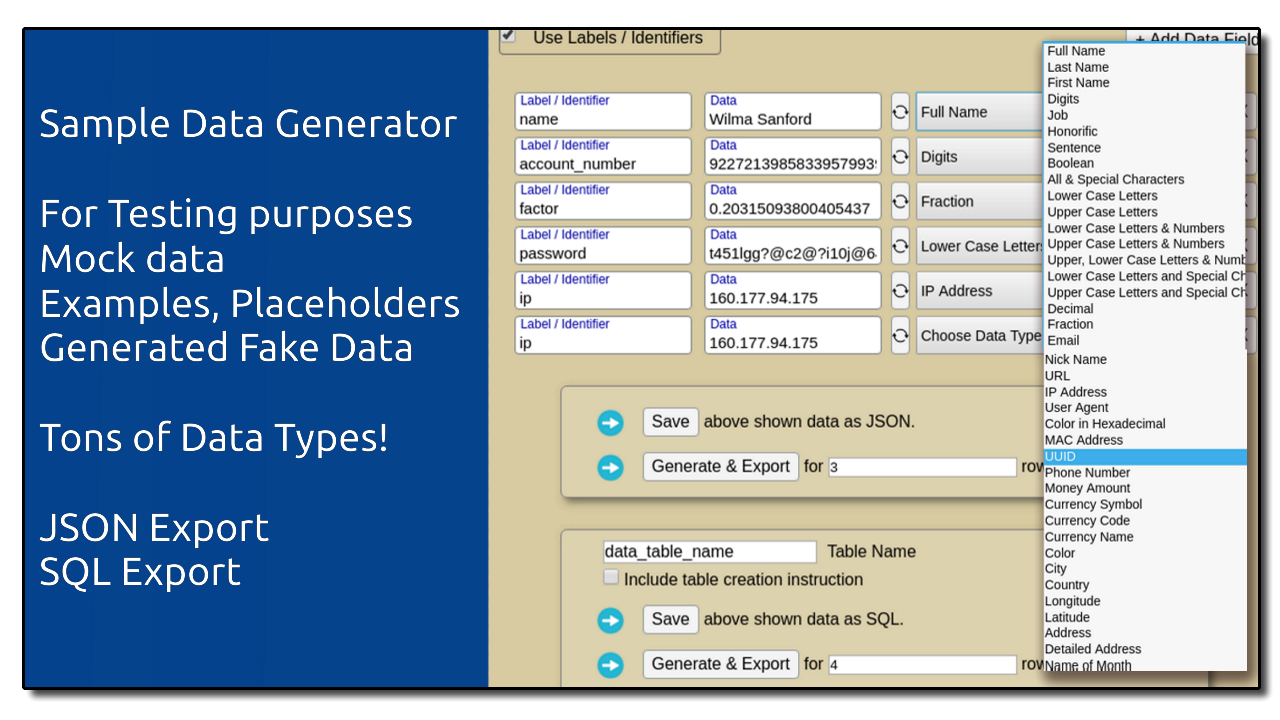 Sample Data Generator
For Testing purposes
Mock data
Examples, Placeholders
Generated Fake Data
Tons of Data Types!
JSON Export
SQL Export
Use Labels / Identifiers
+ Add Data Field
Label / Identifier
name
Data
Wilma Sanford
Full Name
Label / Identifier
account_number
Data
Digits
Label / Identifier
factor
Data
0.20315093800405437
Fraction
Label / Identifier
password
Data
t451lgg?@c2@?i10j@6
Lower Case Letter
Label / Identifier
ip
Data
160.177.94.175
IP Address
Label / Identifier
ip
Data
160.177.94.175
Choose Data Type
Save above shown data as JSON.
Generate & Export for 3 row
data_table_name Table Name
Include table creation instruction
Save above shown data as SQL.
Generate & Export for 4 row
Full Name
Last Name
First Name
Digits
Job
Honorific
Sentence
Boolean
All & Special Characters
Lower Case Letters
Upper Case Letters
Lower Case Letters & Numbers
Upper Case Letters & Numbers
Upper, Lower Case Letters & Numb
Lower Case Letters and Special Ch
Upper Case Letters and Special Ch
Decimal
Fraction
Email
Nick Name
URL
IP Address
User Agent
Color in Hexadecimal
MAC Address
UUID
Phone Number
Money Amount
Currency Symbol
Currency Code
Currency Name
Color
City
Country
Longitude
Latitude
Address
Detailed Address
Name of Month